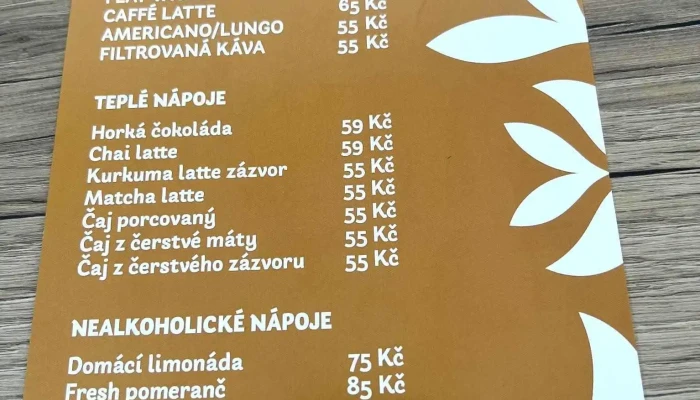 CAFFÉ LATTE 65 Kč
AMERICANO/LUNGO 55 Kč
FILTROVANÁ KÁVA 55 Kč
TEPLÉ NÁPOJE
Horká čokoláda 59 Kč
Chai latte 59 Kč
Kurkuma latte zázvor 55 Kč
Matcha latte 55 Kč
Čaj porcovaný 55 Kč
Čaj z čerstvé máty 55 Kč
Čaj z čerstvého zázvoru 55 Kč
NEALKOHOLICKÉ NÁPOJE
Domácí limonáda 75 Kč
Fresh pomeranč 85 Kč